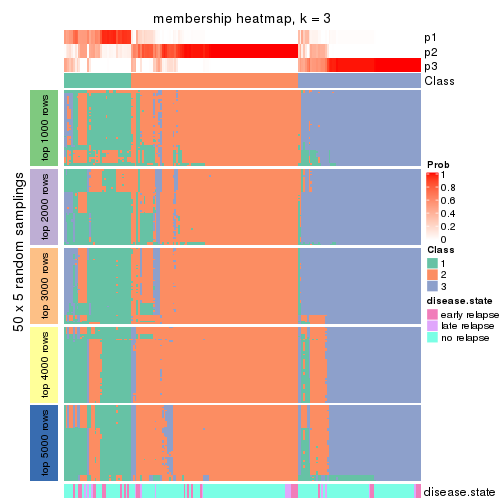 membership heatmap, k = 3
p1
p2
p3
Class
50 x 5 random samplings
top 1000 rows
top 2000 rows
top 3000 rows
top 4000 rows
top 5000 rows
Prob
1
0.8
0.6
0.4
0.2
0
Class
1
2
3
disease.state
early relapse
late relapse
no relapse
disease.state